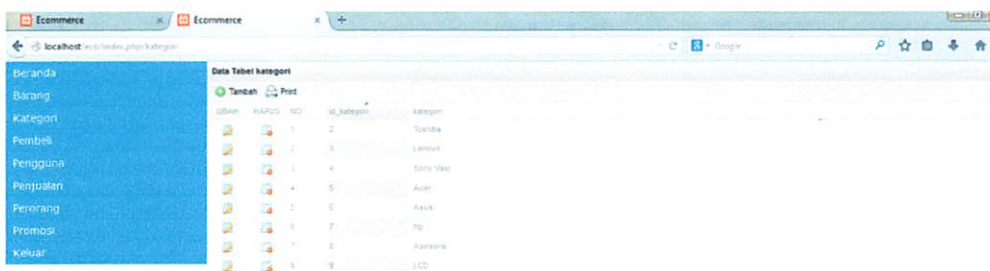 Ecommerce
Ecommerce
localhost/eco/index.php/kategori
Google
Beranda
Barang
Kategori
Pembeli
Pengguna
Penjualan
Perorang
Promosi
Keluar
Data Tabel kategori
Tambah Print
UBAH HAPUS NO id_kategori kategori
1 2 Toshiba
2 3 Lenovo
3 4 Sony Vaio
4 5 Acer
5 6 Asus
6 7 Hp
7 8 Asesoris
8 9 LCD